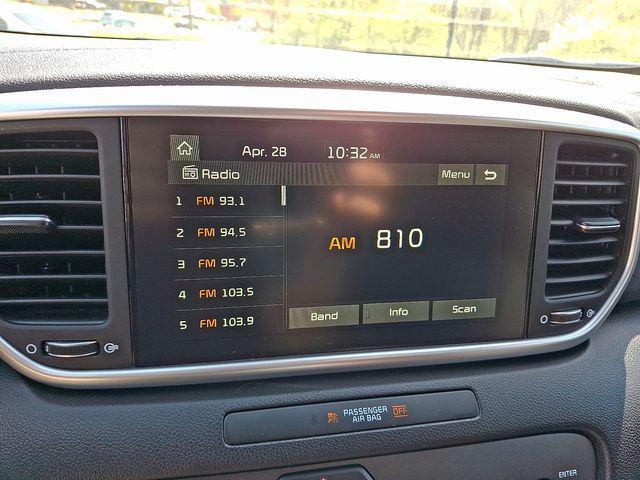 Apr. 28 10:32 AM
Radio Menu
1 FM 93.1
2 FM 94.5
3 FM 95.7
4 FM 103.5
5 FM 103.9
AM 810
Band Info Scan
PASSENGER OFF
AIR BAG
ENTER